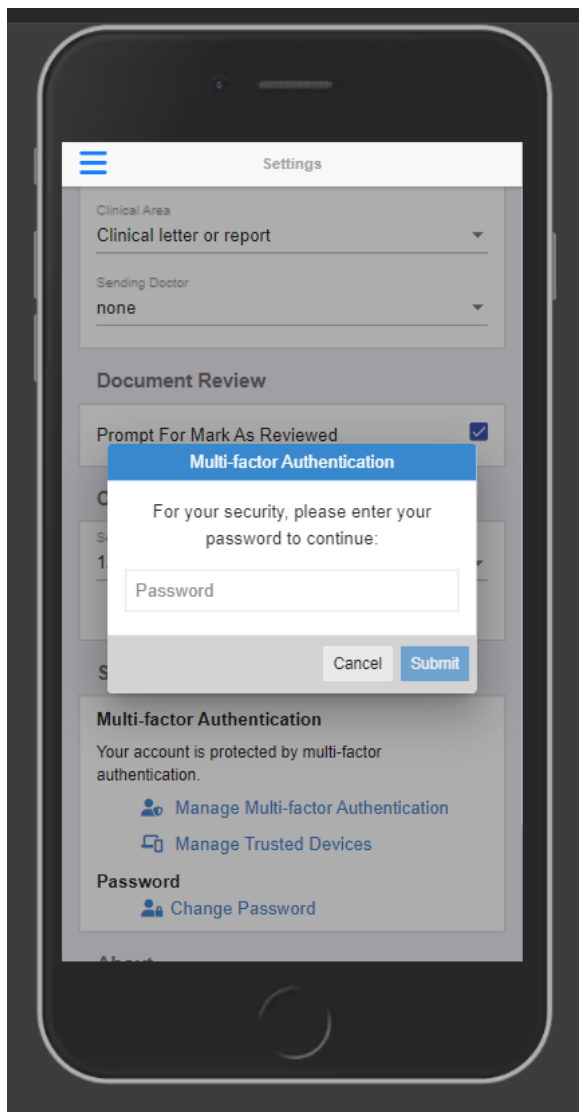 Settings
Clinical Area
Clinical letter or report
Sending Doctor
none
Document Review
Prompt For Mark As Reviewed
Multi-factor Authentication
For your security, please enter your
password to continue:
Password
Cancel Submit
Multi-factor Authentication
Your account is protected by multi-factor
authentication.
Manage Multi-factor Authentication
Manage Trusted Devices
Password
Change Password